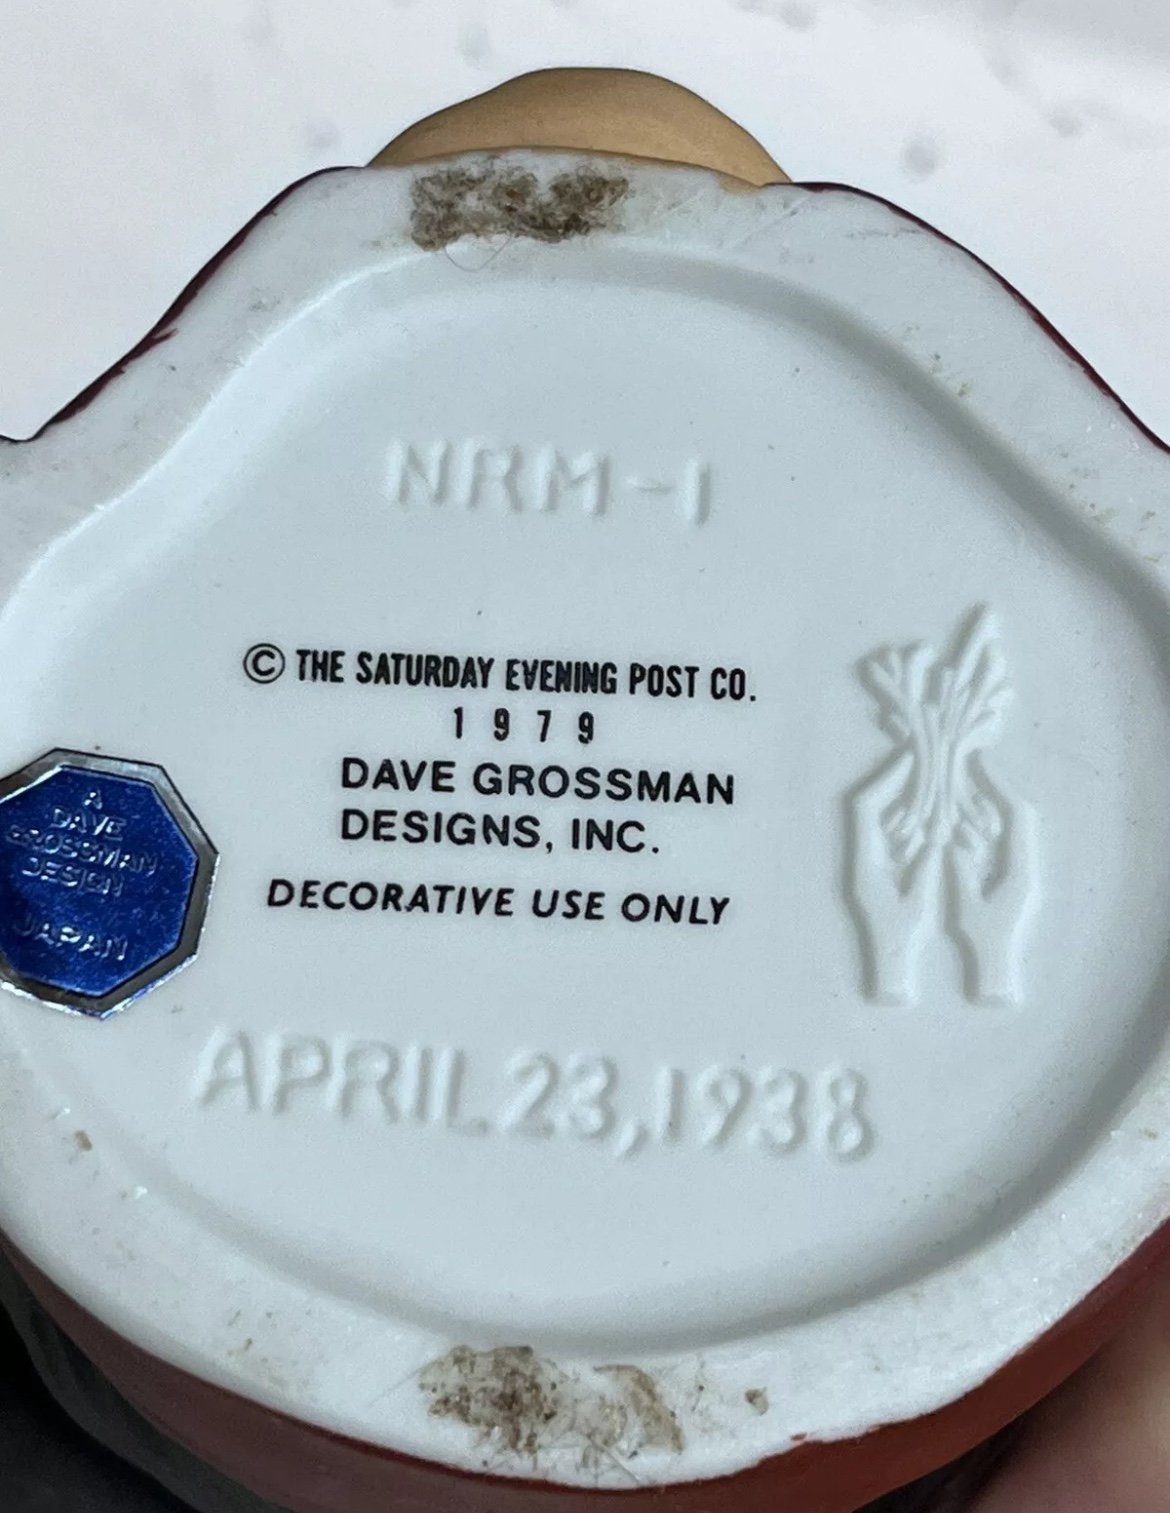 NRM-1
© THE SATURDAY EVENING POST CO.
1979
DAVE GROSSMAN
DESIGNS, INC.
DECORATIVE USE ONLY
A
DAVE
GROSSMAN
DESIGN
JAPAN
APRIL 23, 1938